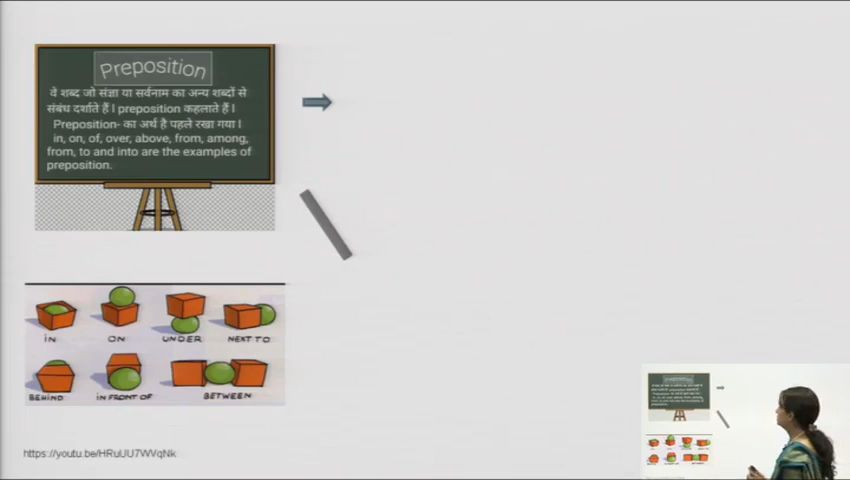 Preposition
वे शब्द जो संज्ञा या सर्वनाम का अन्य शब्दों से
संबंध दर्शाते हैं l preposition कहलाते हैं l
Preposition- का अर्थ है पहले रखा गया l
in, on, of, over, above, from, among,
from, to and into are the examples of
preposition.
IN ON UNDER NEXT TO
BEHIND IN FRONT OF BETWEEN
https://youtu.be/HRuUU7WVqNk